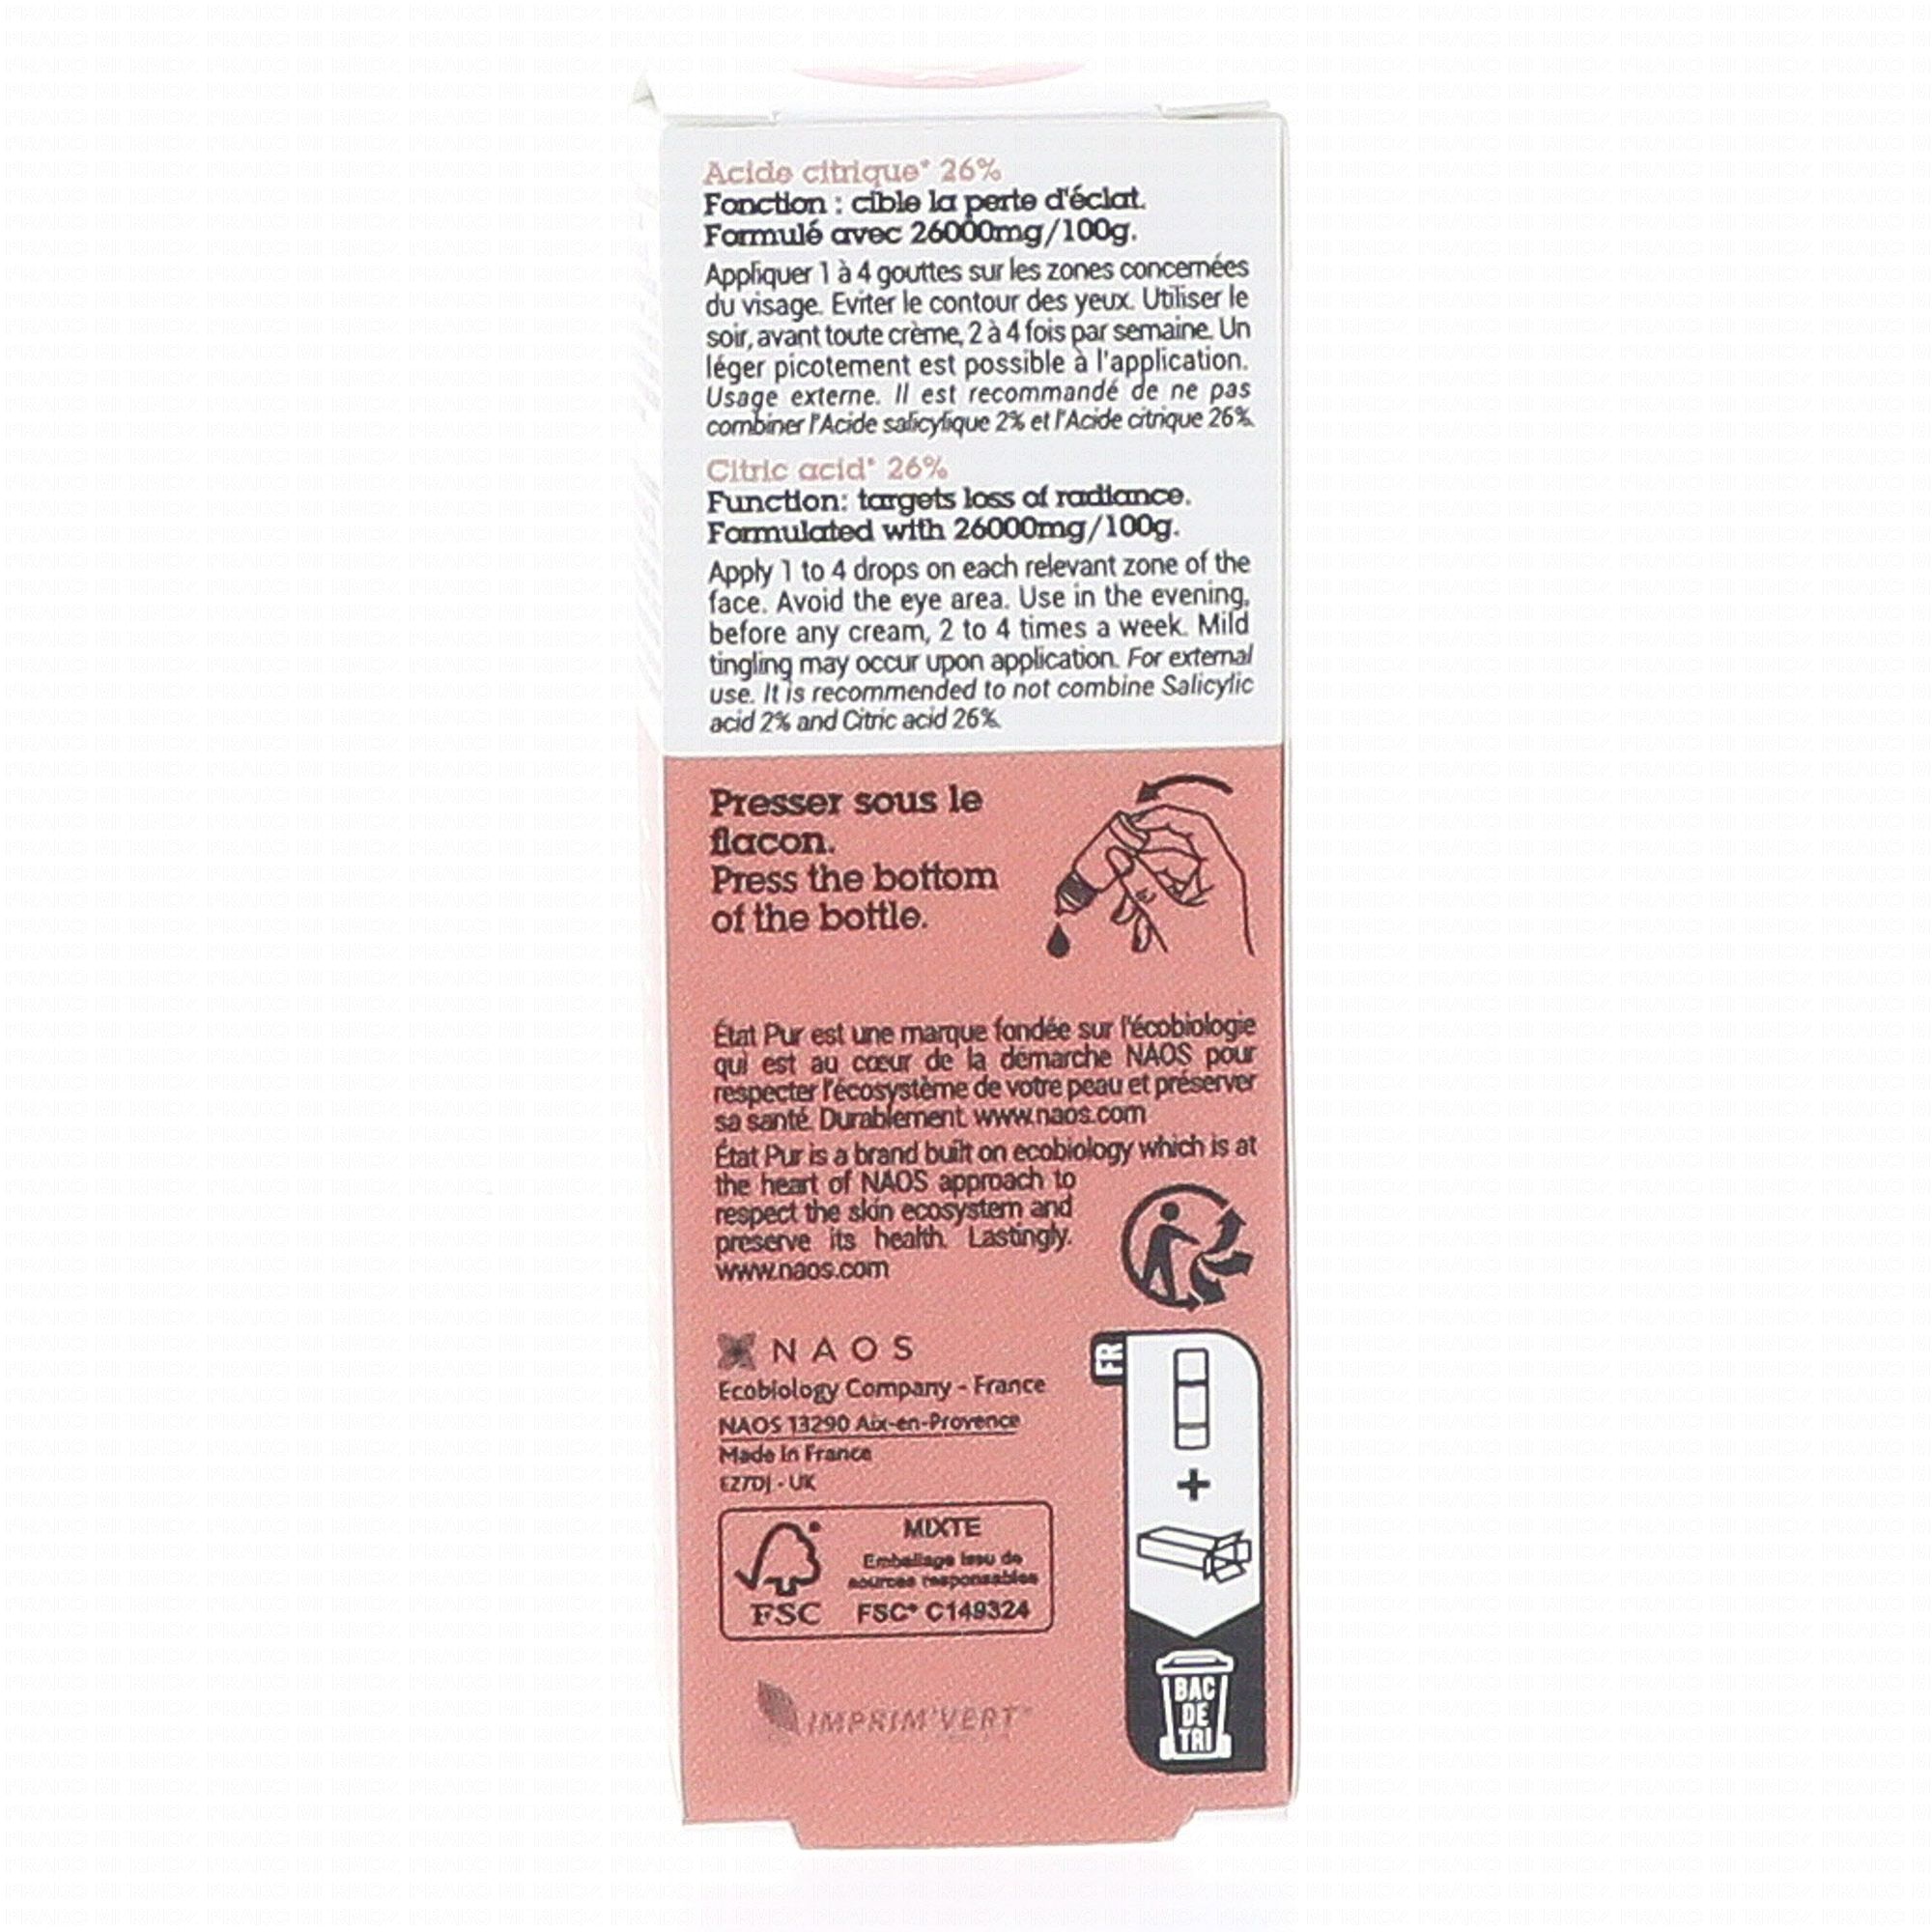 Acide citrique* 26%
Fonction : cible la perte d'éclat.
Formulé avec 26000mg/100g.
Appliquer 1 à 4 gouttes sur les zones concernées
du visage. Eviter le contour des yeux. Utiliser le
soir, avant toute crème, 2 à 4 fois par semaine. Un
léger picotement est possible à l'application.
Usage externe. Il est recommandé de ne pas
combiner l'Acide salicylique 2% et l'Acide citrique 26%.
Citric acid* 26%
Function: targets loss of radiance.
Formulated with 26000mg/100g.
Apply 1 to 4 drops on each relevant zone of the
face. Avoid the eye area. Use in the evening,
before any cream, 2 to 4 times a week. Mild
tingling may occur upon application. For external
use. It is recommended to not combine Salicylic
acid 2% and Citric acid 26%.
Presser sous le
flacon.
Press the bottom
of the bottle.
État Pur est une marque fondée sur l'écobiologie
qui est au cœur de la démarche NAOS pour
respecter l'écosystème de votre peau et préserver
sa santé. Durablement. www.naos.com
État Pur is a brand built on ecobiology which is at
the heart of NAOS approach to
respect the skin ecosystem and
preserve its health. Lastingly.
www.naos.com
NAOS
Ecobiology Company - France
NAOS 13290 Aix-en-Provence
Made in France
EZ7DJ - UK
FSC
MIXTE
Emballage issu de
sources responsables
FSC® C149324
IMPRIM'VERT®
FR
+
BAC
DE
TRI